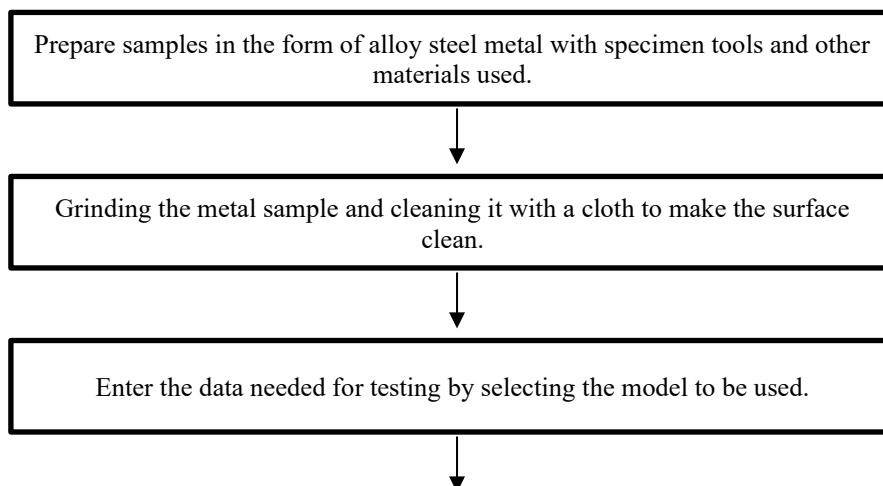 Prepare samples in the form of alloy steel metal with specimen tools and other
materials used.
Grinding the metal sample and cleaning it with a cloth to make the surface
clean.
Enter the data needed for testing by selecting the model to be used.